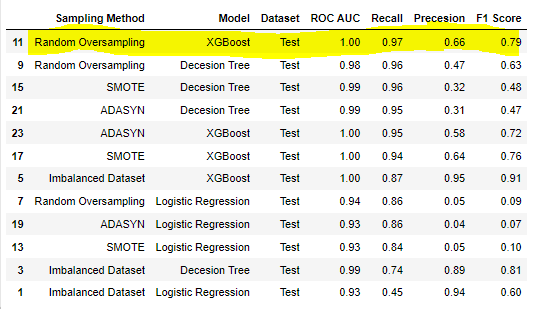 Sampling Method Model Dataset ROC AUC Recall Precesion F1 Score
11 Random Oversampling XGBoost Test 1.00 0.97 0.66 0.79
9 Random Oversampling Decesion Tree Test 0.98 0.96 0.47 0.63
15 SMOTE Decesion Tree Test 0.99 0.96 0.32 0.48
21 ADASYN Decesion Tree Test 0.99 0.95 0.31 0.47
23 ADASYN XGBoost Test 1.00 0.95 0.58 0.72
17 SMOTE XGBoost Test 1.00 0.94 0.64 0.76
5 Imbalanced Dataset XGBoost Test 1.00 0.87 0.95 0.91
7 Random Oversampling Logistic Regression Test 0.94 0.86 0.05 0.09
19 ADASYN Logistic Regression Test 0.93 0.86 0.04 0.07
13 SMOTE Logistic Regression Test 0.93 0.84 0.05 0.10
3 Imbalanced Dataset Decesion Tree Test 0.99 0.74 0.89 0.81
1 Imbalanced Dataset Logistic Regression Test 0.93 0.45 0.94 0.60